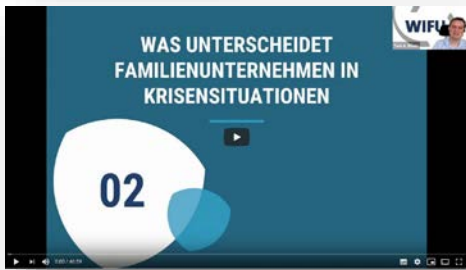 WIFU
WAS UNTERSCHEIDET
FAMILIENUNTERNEHMEN IN
KRISENSITUATIONEN
02